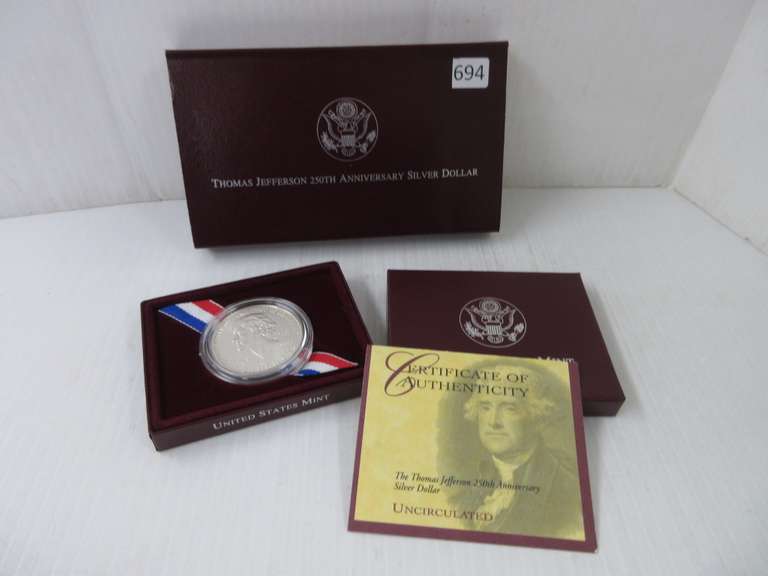 694
THOMAS JEFFERSON 250TH ANNIVERSARY SILVER DOLLAR
UNITED STATES MINT
MINT
CERTIFICATE OF
AUTHENTICITY
The Thomas Jefferson 250th Anniversary
Silver Dollar
UNCIRCULATED